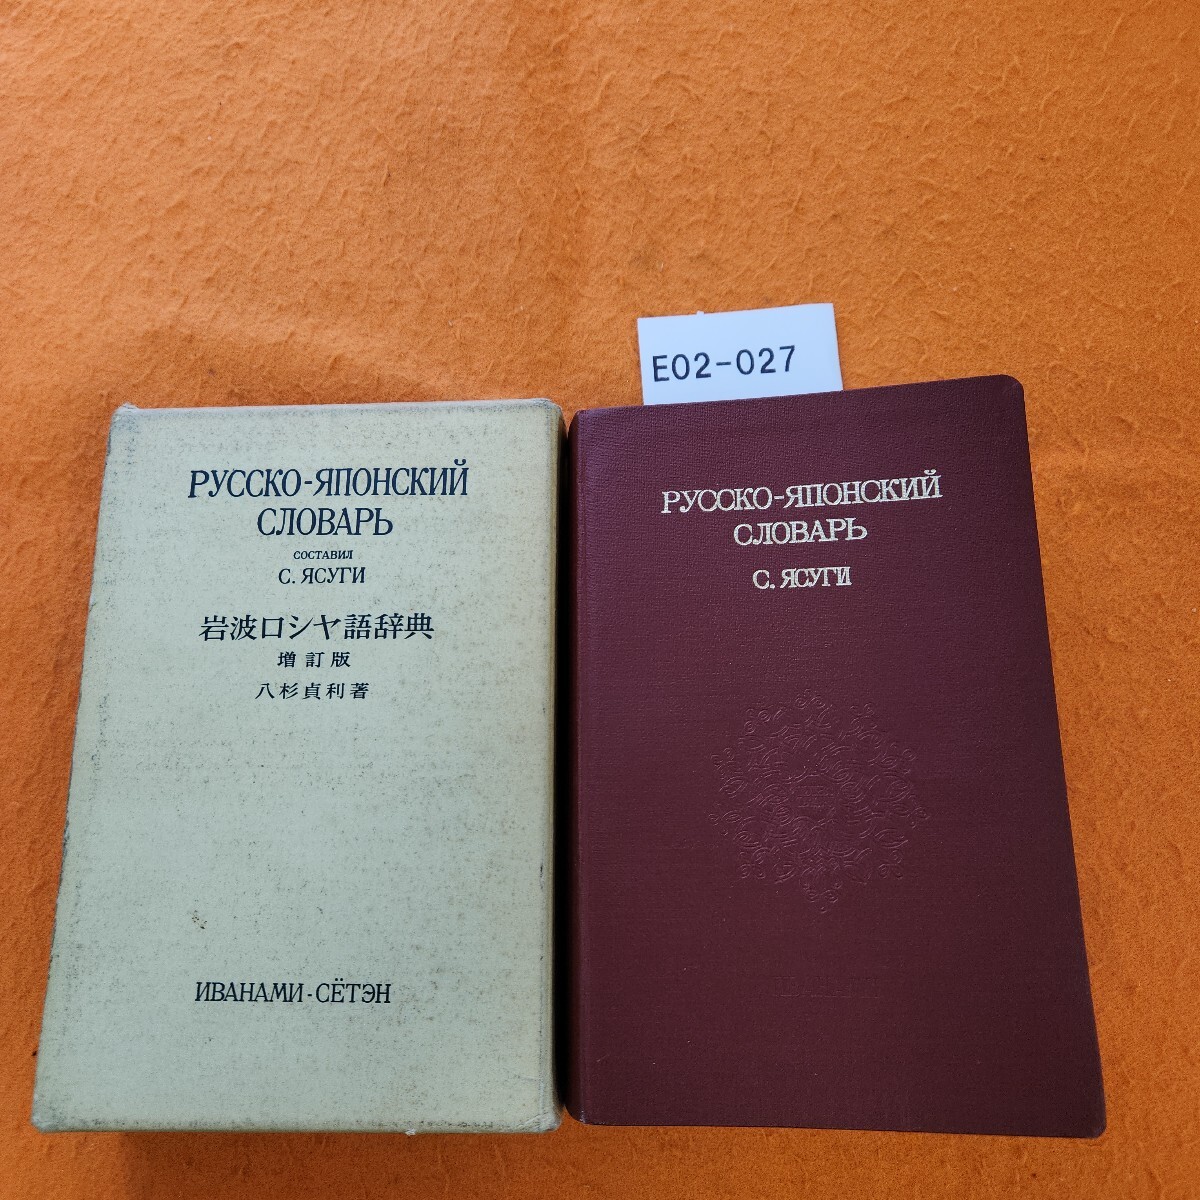 E02-027
РУССКО-ЯПОНСКИЙ
СЛОВАРЬ
СОСТАВИЛ
С. ЯСУГИ
岩波ロシヤ語辞典
増訂版
八杉貞利著
ИВАНАМИ-СЁТЭН
РУССКО-ЯПОНСКИЙ
СЛОВАРЬ
С. ЯСУГИ